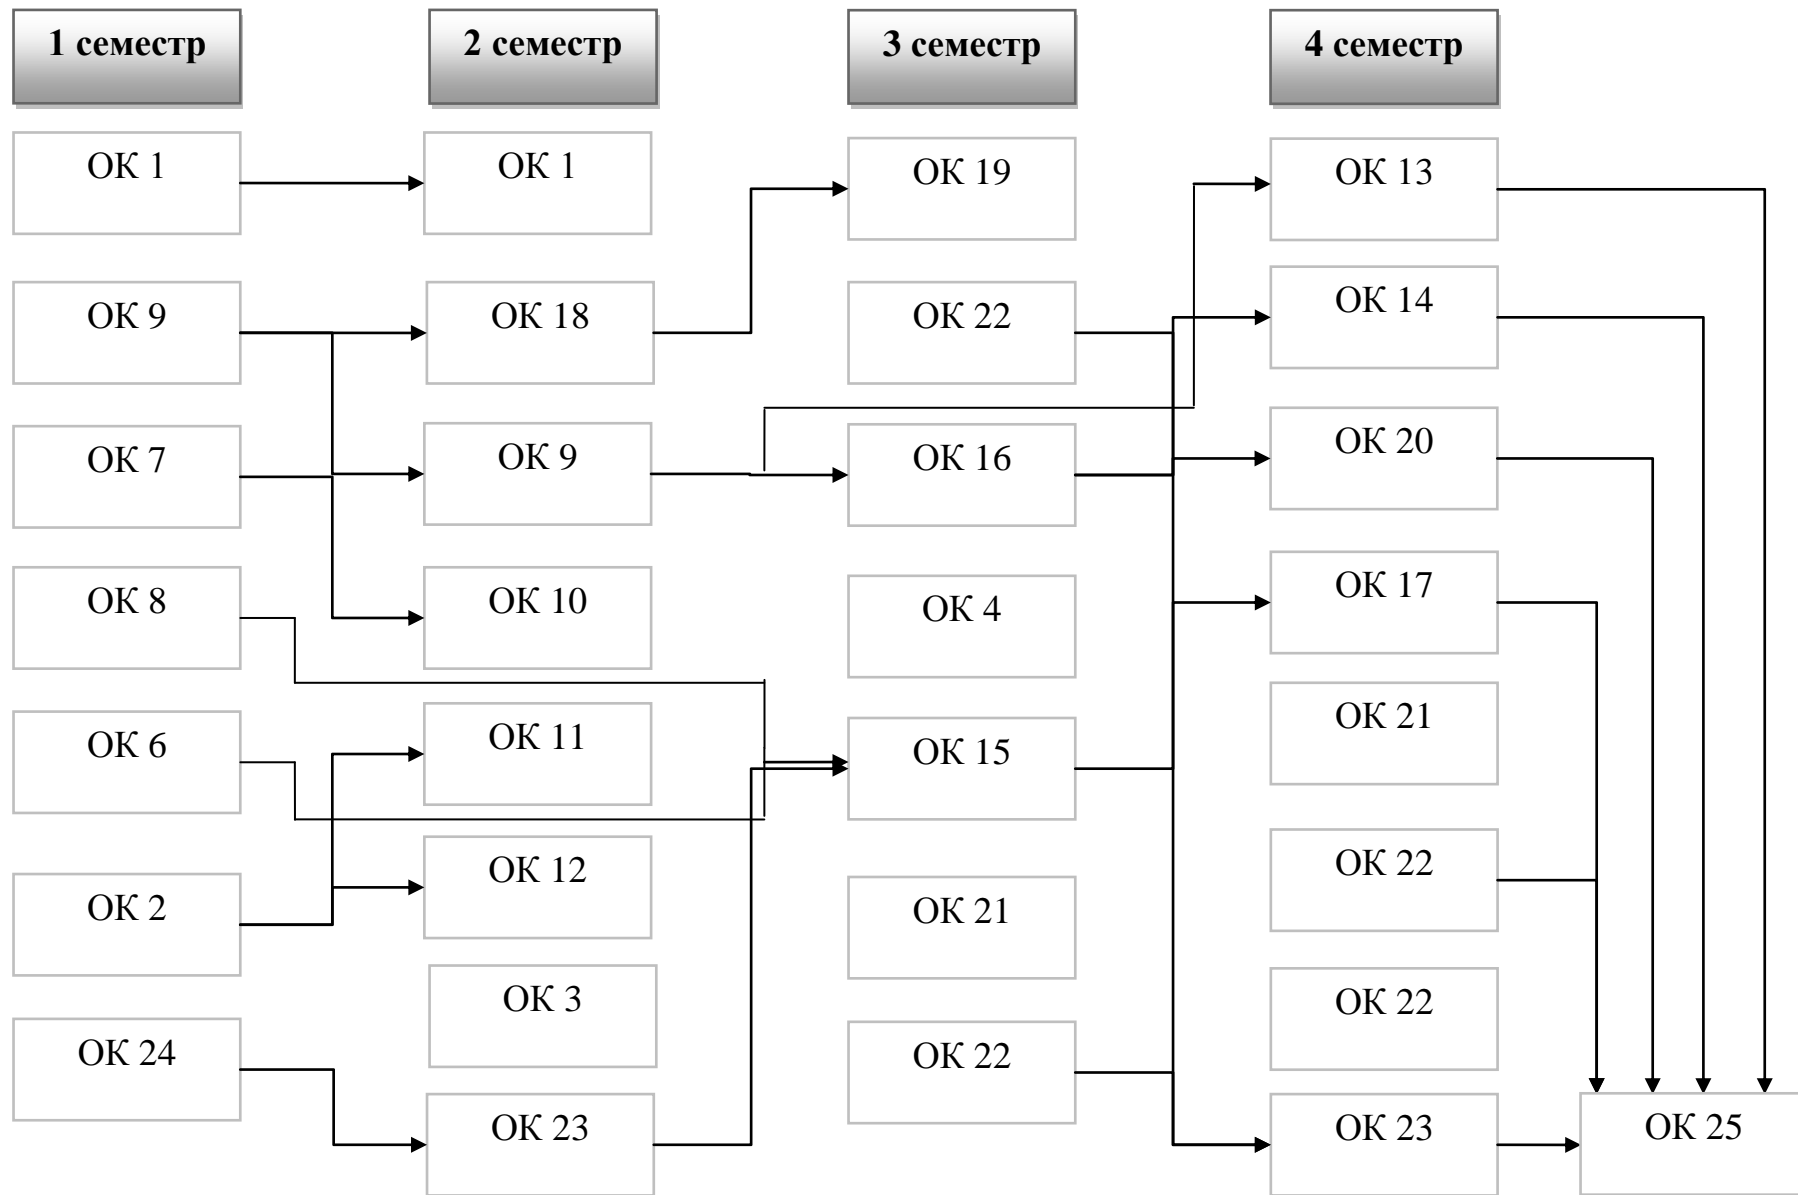 1 семестр
2 семестр
3 семестр
4 семестр
ОК 1
ОК 1
ОК 19
ОК 13
ОК 9
ОК 18
ОК 22
ОК 14
ОК 7
ОК 9
ОК 16
ОК 20
ОК 8
ОК 10
ОК 4
ОК 17
ОК 6
ОК 11
ОК 15
ОК 21
ОК 2
ОК 12
ОК 21
ОК 22
ОК 24
ОК 3
ОК 22
ОК 22
ОК 23
ОК 23
ОК 25